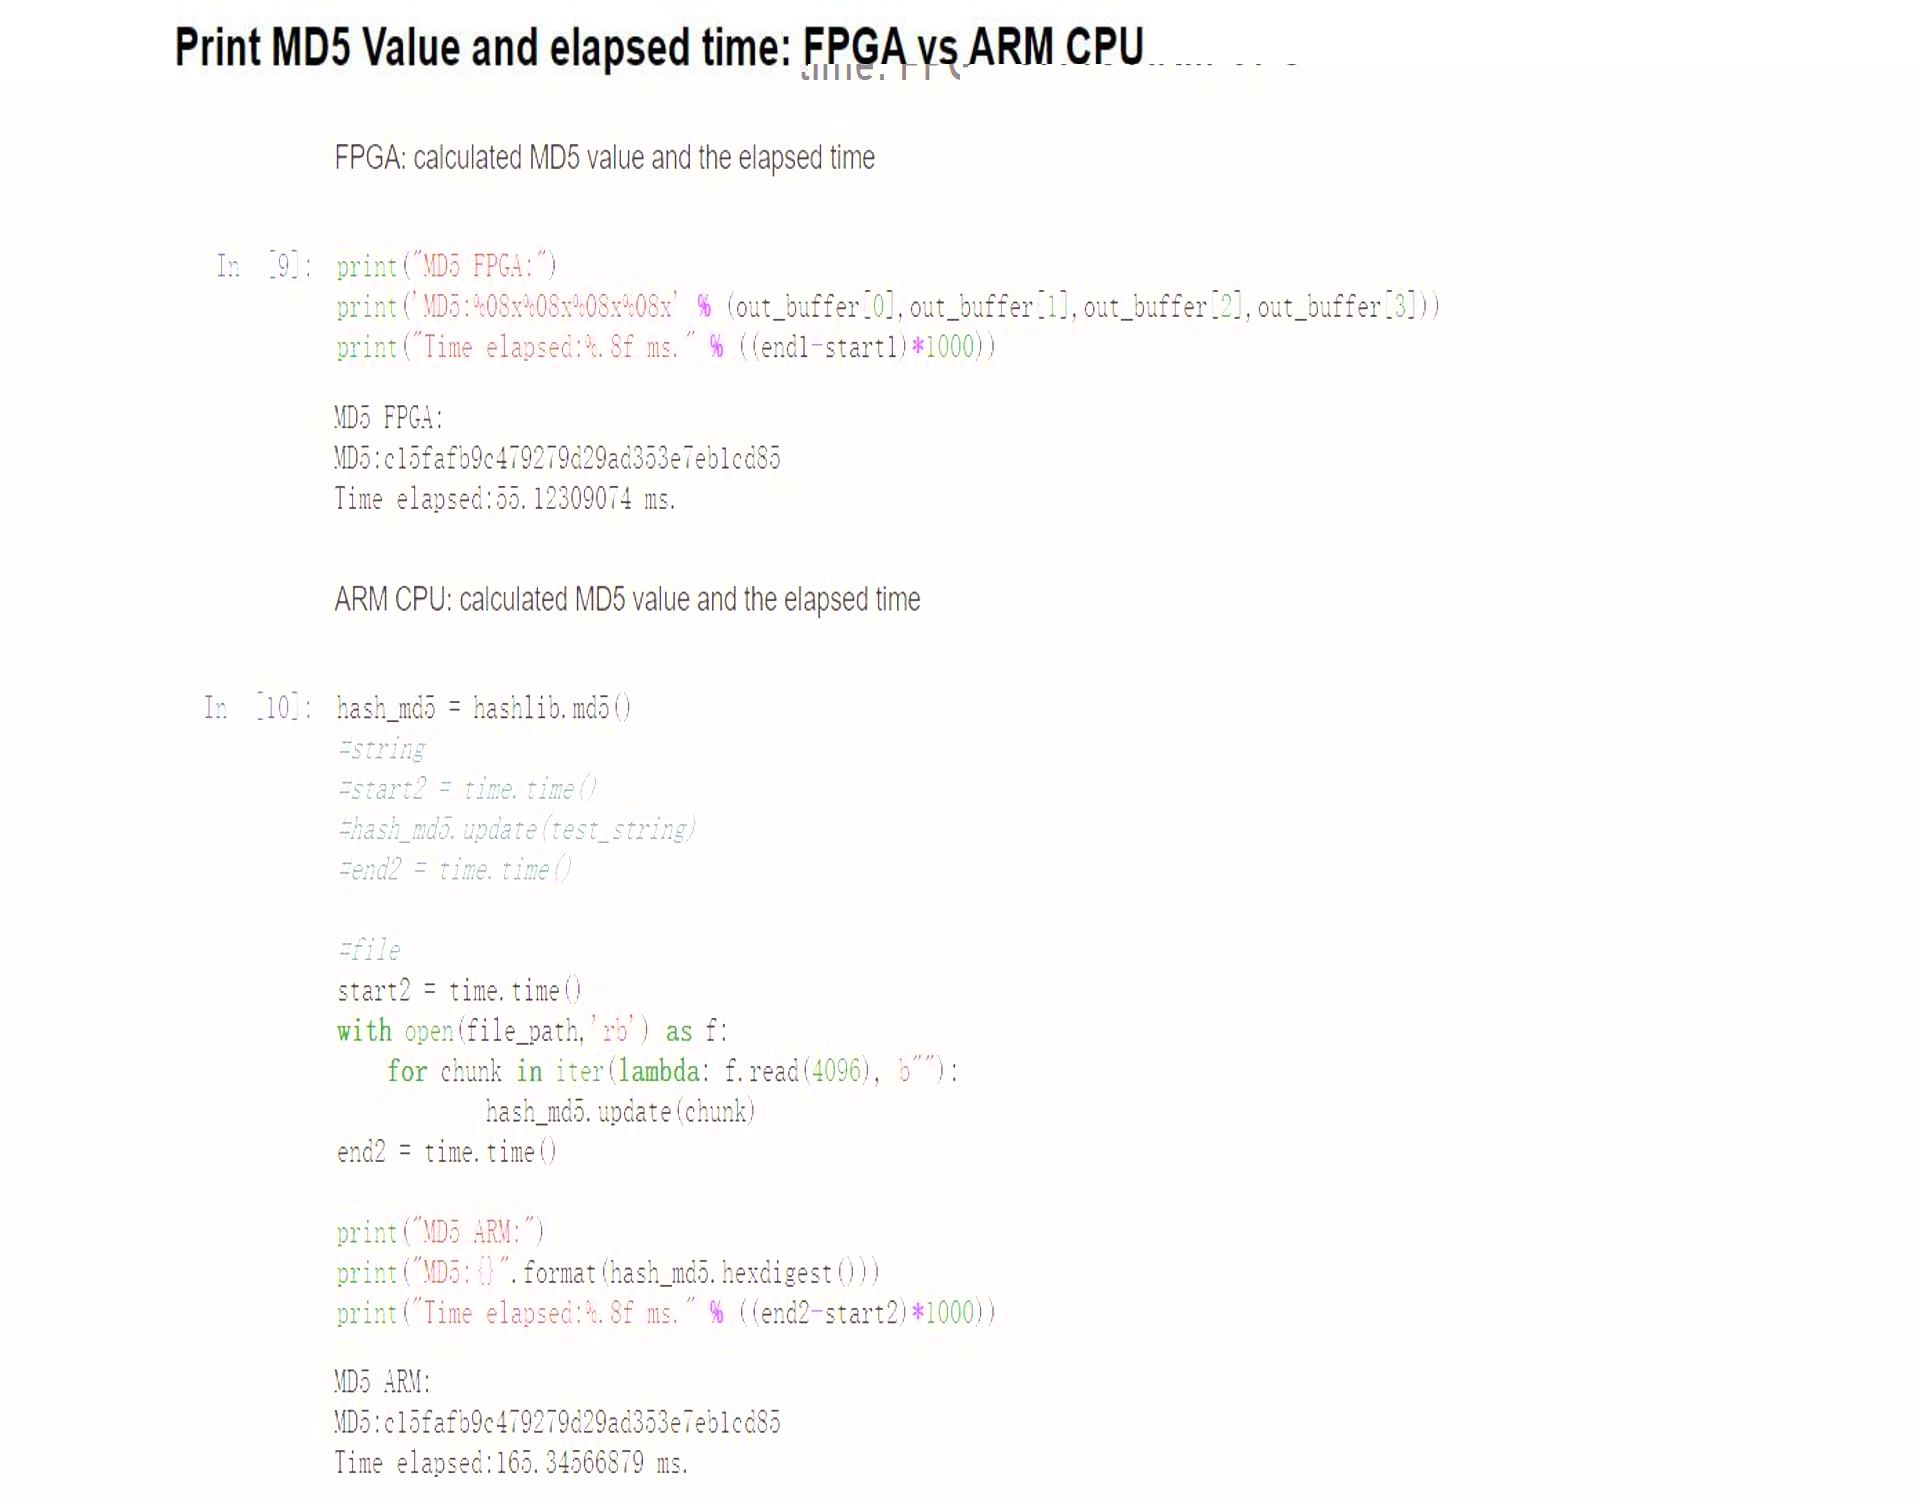 Print MD5 Value and elapsed time: FPGA vs ARM CPU
FPGA: calculated MD5 value and the elapsed time
In [9]: print("MD5 FPGA:")
print('MD5:%08x%08x%08x%08x' % (out_buffer[0],out_buffer[1],out_buffer[2],out_buffer[3]))
print("Time elapsed:%.8f ms." % ((end1-start1)*1000))
MD5 FPGA:
MD5:c15fafb9c479279d29ad353e7eb1cd85
Time elapsed:55.12309074 ms.
ARM CPU: calculated MD5 value and the elapsed time
In [10]: hash_md5 = hashlib.md5()
#string
#start2 = time.time()
#hash_md5.update(test_string)
#end2 = time.time()
#file
start2 = time.time()
with open(file_path,'rb') as f:
for chunk in iter(lambda: f.read(4096), b""):
hash_md5.update(chunk)
end2 = time.time()
print("MD5 ARM:")
print("MD5:{}".format(hash_md5.hexdigest()))
print("Time elapsed:%.8f ms." % ((end2-start2)*1000))
MD5 ARM:
MD5:c15fafb9c479279d29ad353e7eb1cd85
Time elapsed:165.34566879 ms.